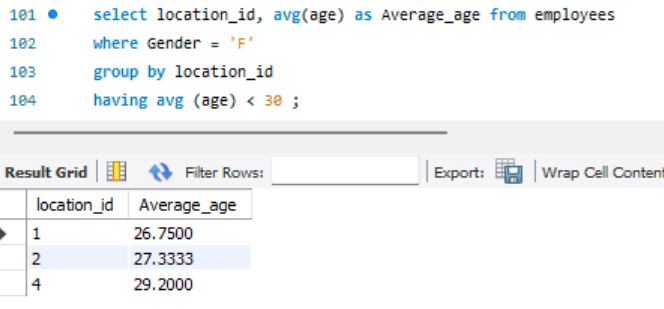 101 select location_id, avg(age) as Average_age from employees
102 where Gender = 'F'
103 group by location_id
104 having avg (age) < 30 ;
Result Grid Filter Rows: Export: Wrap Cell Content
location_id Average_age
1 26.7500
2 27.3333
4 29.2000